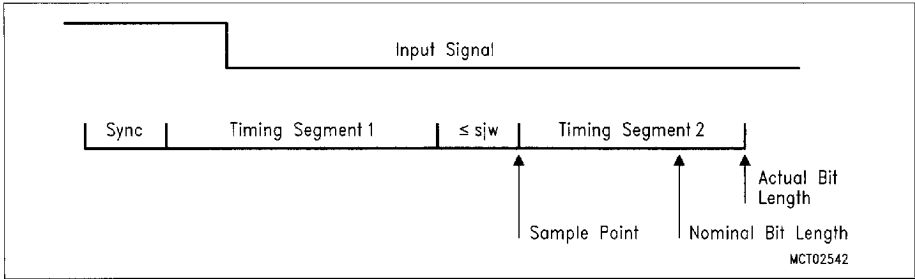 Input Signal
Sync
Timing Segment 1
≤ sjw
Timing Segment 2
Actual Bit
Length
Sample Point
Nominal Bit Length
MCT02542